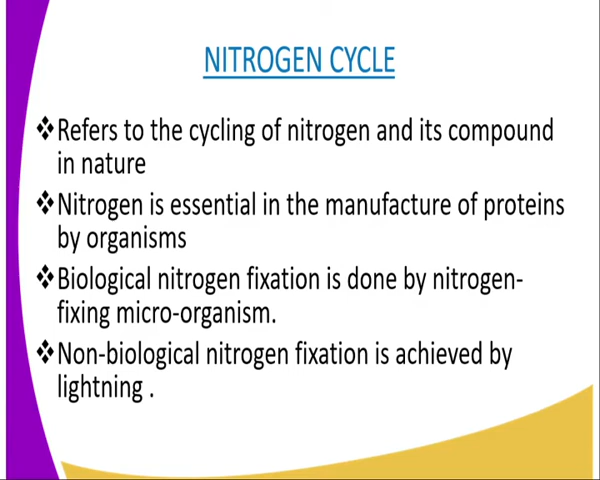 NITROGEN CYCLE
❖Refers to the cycling of nitrogen and its compound
in nature
❖Nitrogen is essential in the manufacture of proteins
by organisms
❖Biological nitrogen fixation is done by nitrogen-
fixing micro-organism.
❖Non-biological nitrogen fixation is achieved by
lightning .